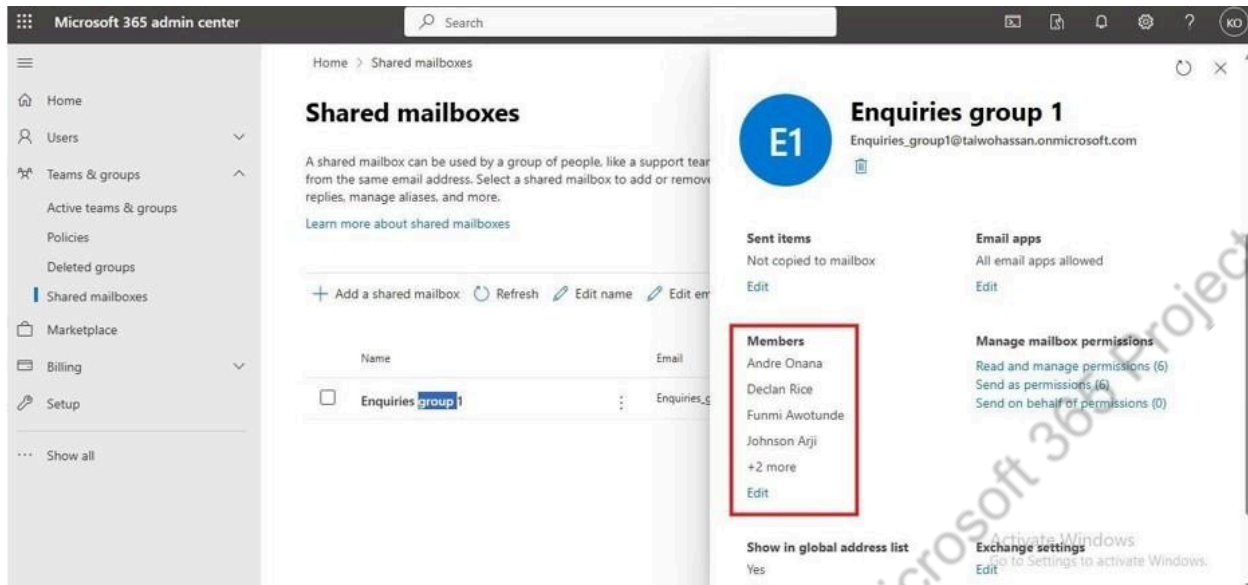 Microsoft 365 admin center
Search
KO
Home
Users
Teams & groups
Active teams & groups
Policies
Deleted groups
Shared mailboxes
Marketplace
Billing
Setup
Show all
Home > Shared mailboxes
Shared mailboxes
A shared mailbox can be used by a group of people, like a support tear
from the same email address. Select a shared mailbox to add or remove
replies, manage aliases, and more.
Learn more about shared mailboxes
Add a shared mailbox Refresh Edit name Edit em
Name Email
Enquiries group 1 Enquiries_g
E1
Enquiries group 1
Enquiries_group1@taiwohassan.onmicrosoft.com
Sent items
Not copied to mailbox
Edit
Email apps
All email apps allowed
Edit
Members
Andre Onana
Declan Rice
Funmi Awotunde
Johnson Arji
+2 more
Edit
Manage mailbox permissions
Read and manage permissions (6)
Send as permissions (6)
Send on behalf of permissions (0)
Show in global address list
Yes
Exchange settings
Edit
Activate Windows
Go to Settings to activate Windows.
icrosoft 365 Project